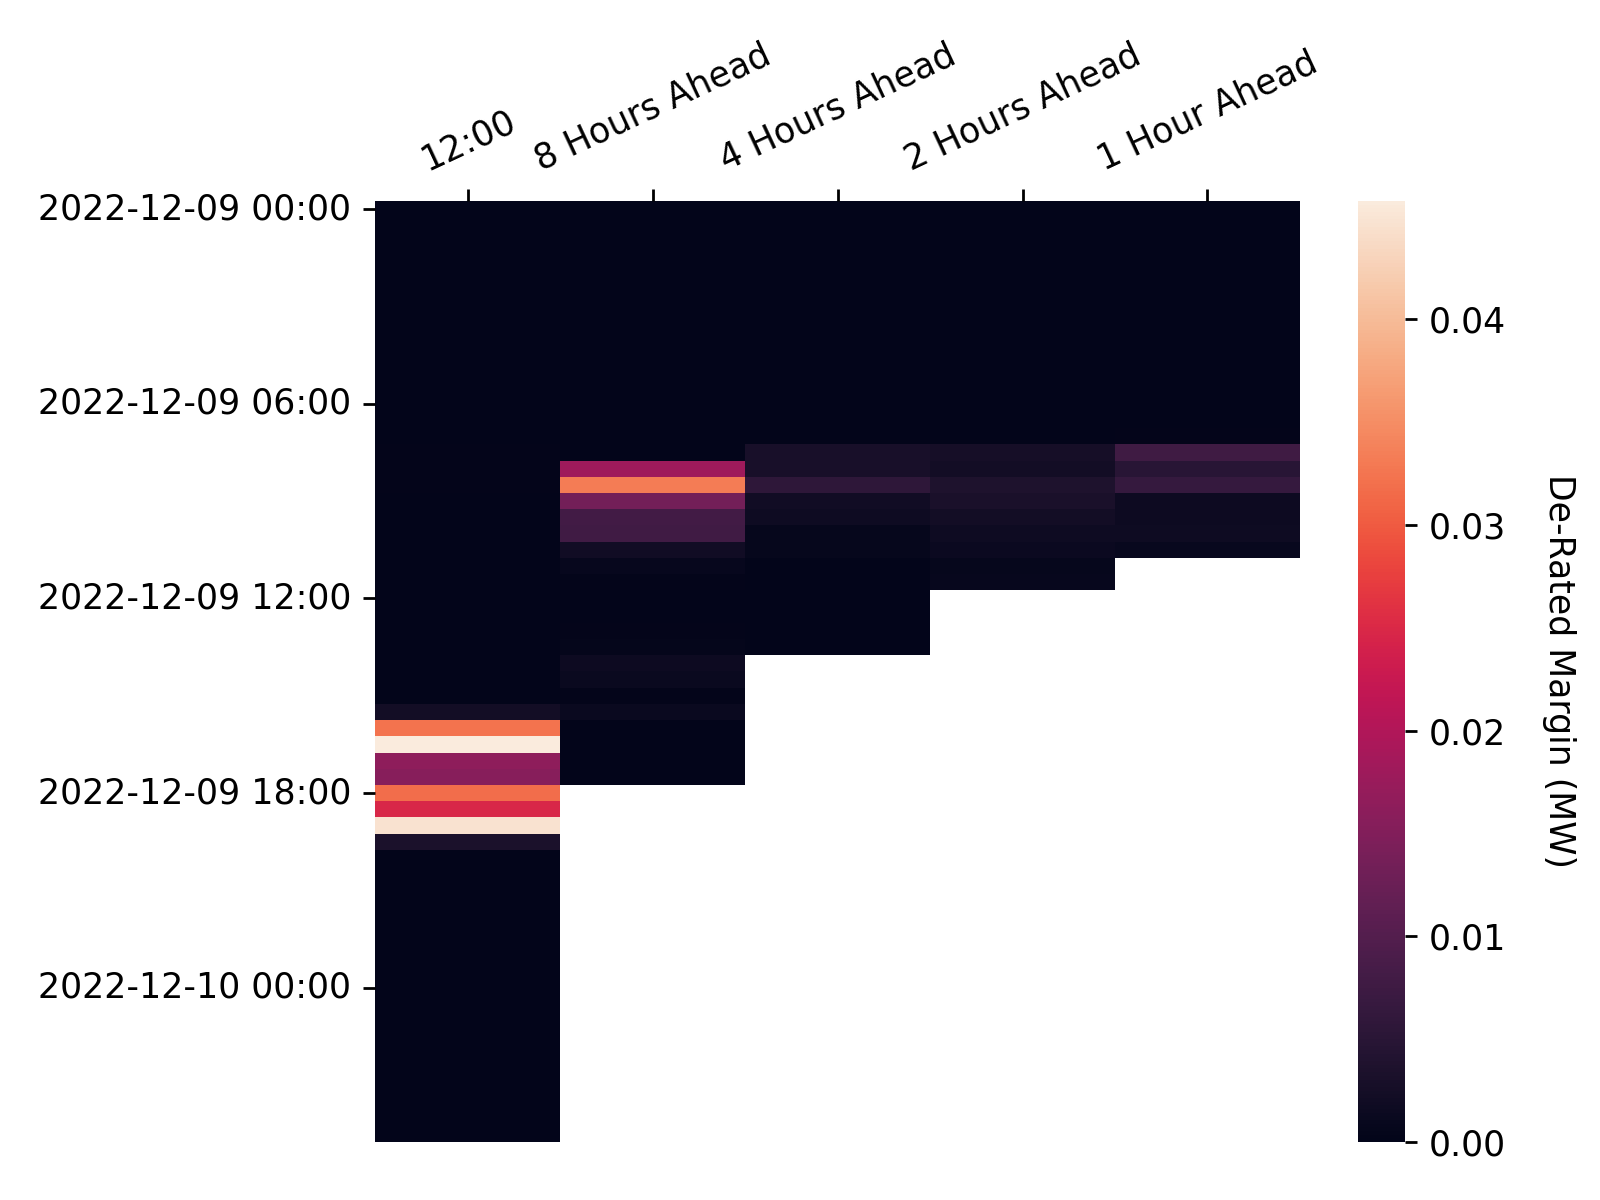 12:00
8 Hours Ahead
4 Hours Ahead
2 Hours Ahead
1 Hour Ahead
2022-12-09 00:00
2022-12-09 06:00
2022-12-09 12:00
2022-12-09 18:00
2022-12-10 00:00
0.04
0.03
0.02
0.01
0.00
De-Rated Margin (MW)